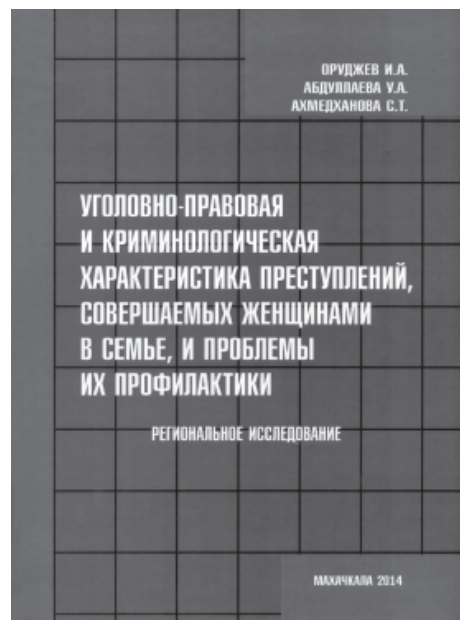 ОРУДЖЕВ И.А.
АБДУЛЛАЕВА У.А.
АХМЕДХАНОВА С.Т.
УГОЛОВНО-ПРАВОВАЯ
И КРИМИНОЛОГИЧЕСКАЯ
ХАРАКТЕРИСТИКА ПРЕСТУПЛЕНИЙ,
СОВЕРШАЕМЫХ ЖЕНЩИНАМИ
В СЕМЬЕ, И ПРОБЛЕМЫ
ИХ ПРОФИЛАКТИКИ
РЕГИОНАЛЬНОЕ ИССЛЕДОВАНИЕ
МАХАЧКАЛА 2014